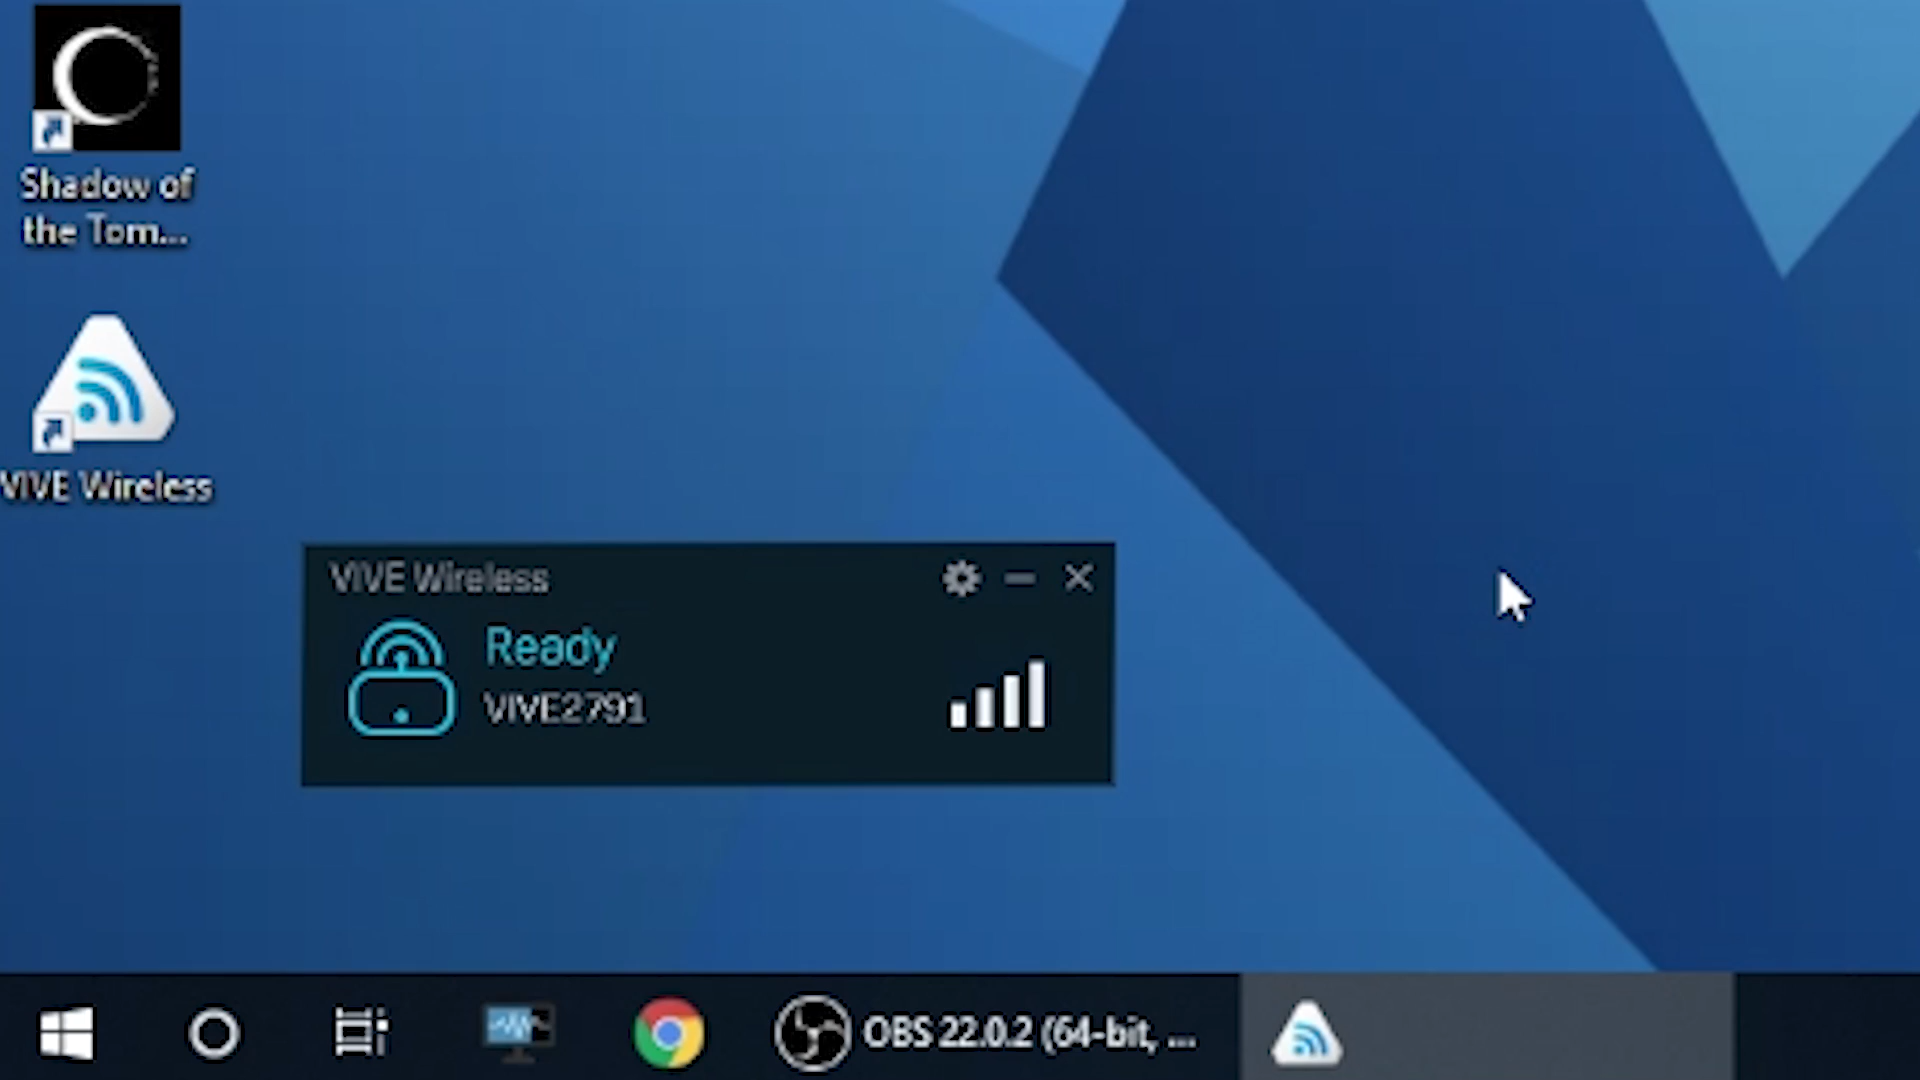 Shadow of
the Tom...
VIVE Wireless
VIVE Wireless
Ready
VIVE2791
OBS 22.0.2 (64-bit, ...